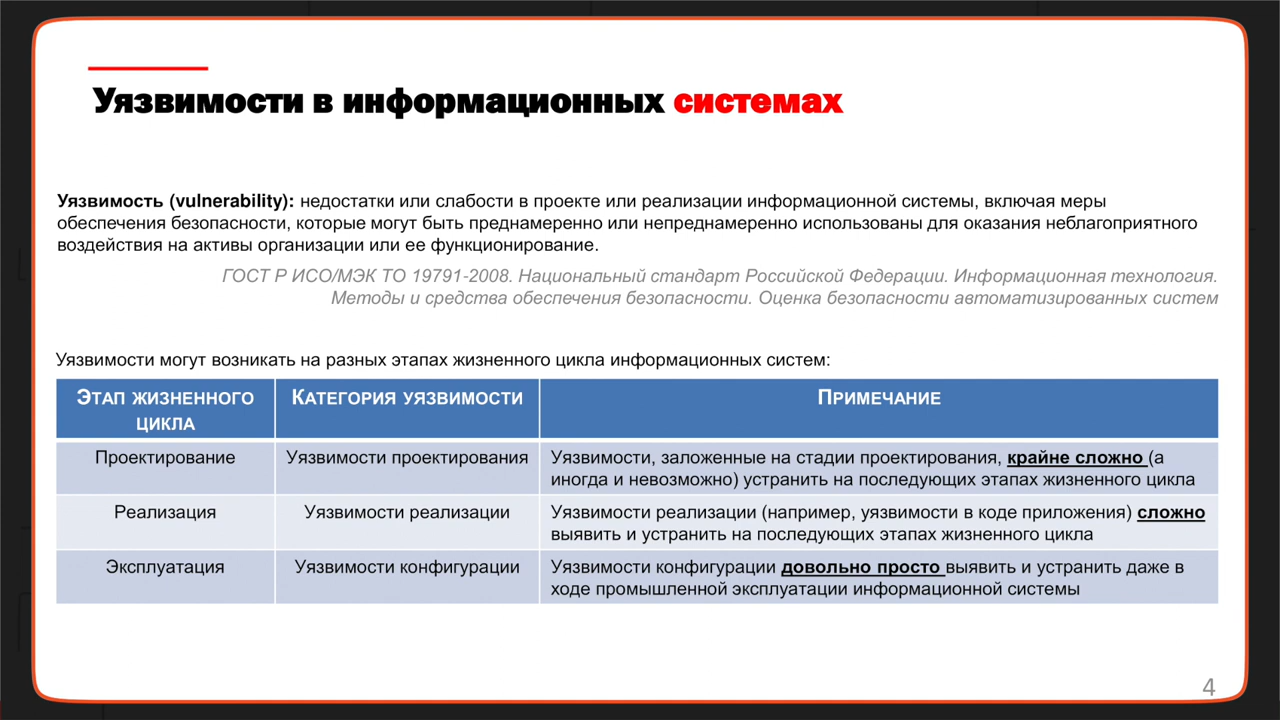 Уязвимости в информационных системах
Уязвимость (vulnerability): недостатки или слабости в проекте или реализации информационной системы, включая меры
обеспечения безопасности, которые могут быть преднамеренно или непреднамеренно использованы для оказания неблагоприятного
воздействия на активы организации или ее функционирование.
ГОСТ Р ИСО/МЭК ТО 19791-2008. Национальный стандарт Российской Федерации. Информационная технология.
Методы и средства обеспечения безопасности. Оценка безопасности автоматизированных систем
Уязвимости могут возникать на разных этапах жизненного цикла информационных систем:
Этап жизненного
цикла
Категория уязвимости
Примечание
Проектирование
Уязвимости проектирования
Уязвимости, заложенные на стадии проектирования, крайне сложно (а
иногда и невозможно) устранить на последующих этапах жизненного цикла
Реализация
Уязвимости реализации
Уязвимости реализации (например, уязвимости в коде приложения) сложно
выявить и устранить на последующих этапах жизненного цикла
Эксплуатация
Уязвимости конфигурации
Уязвимости конфигурации довольно просто выявить и устранить даже в
ходе промышленной эксплуатации информационной системы
4